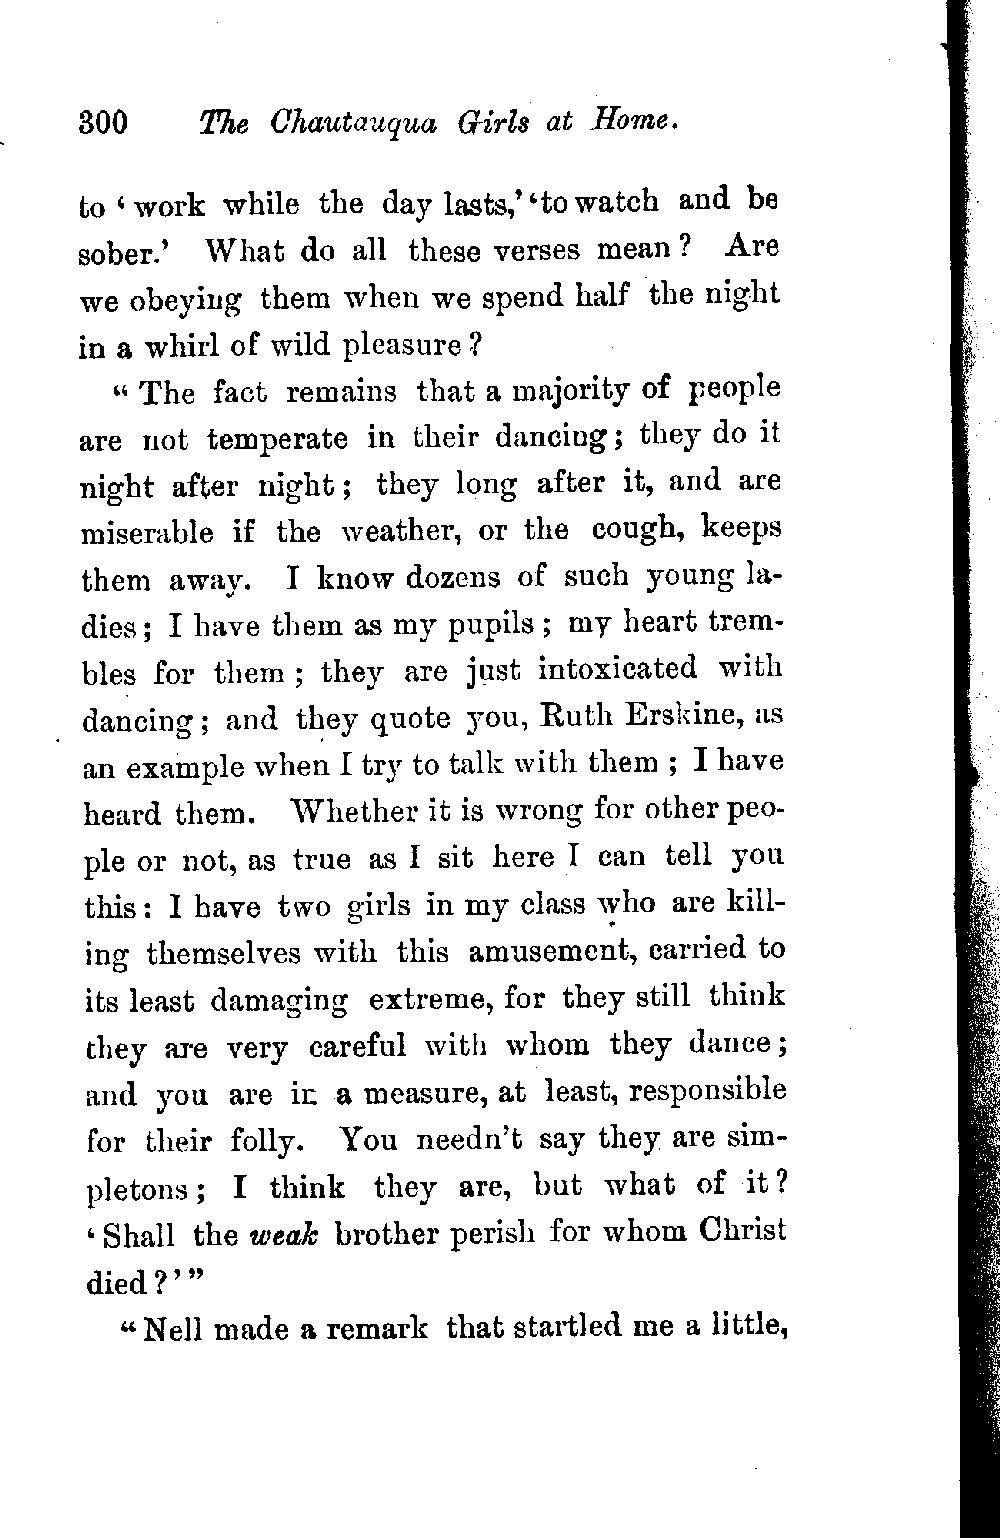 300 The Chautauqua Girls at Home.
to ‘ work while the day lasts,’ ‘to watch and be
sober.’ What do all these verses mean ? Are
we obeying them when we spend half the night
in a whirl of wild pleasure ?
“ The fact remains that a majority of people
are not temperate in their dancing ; they do it
night after night ; they long after it, and are
miserable if the weather, or the cough, keeps
them away. I know dozens of such young la-
dies ; I have them as my pupils ; my heart trem-
bles for them ; they are just intoxicated with
dancing ; and they quote you, Ruth Erskine, as
an example when I try to talk with them ; I have
heard them. Whether it is wrong for other peo-
ple or not, as true as I sit here I can tell you
this : I have two girls in my class who are kill-
ing themselves with this amusement, carried to
its least damaging extreme, for they still think
they are very careful with whom they dance ;
and you are in a measure, at least, responsible
for their folly. You needn’t say they are sim-
pletons ; I think they are, but what of it ?
‘ Shall the weak brother perish for whom Christ
died ?’ ”
“ Nell made a remark that startled me a little,